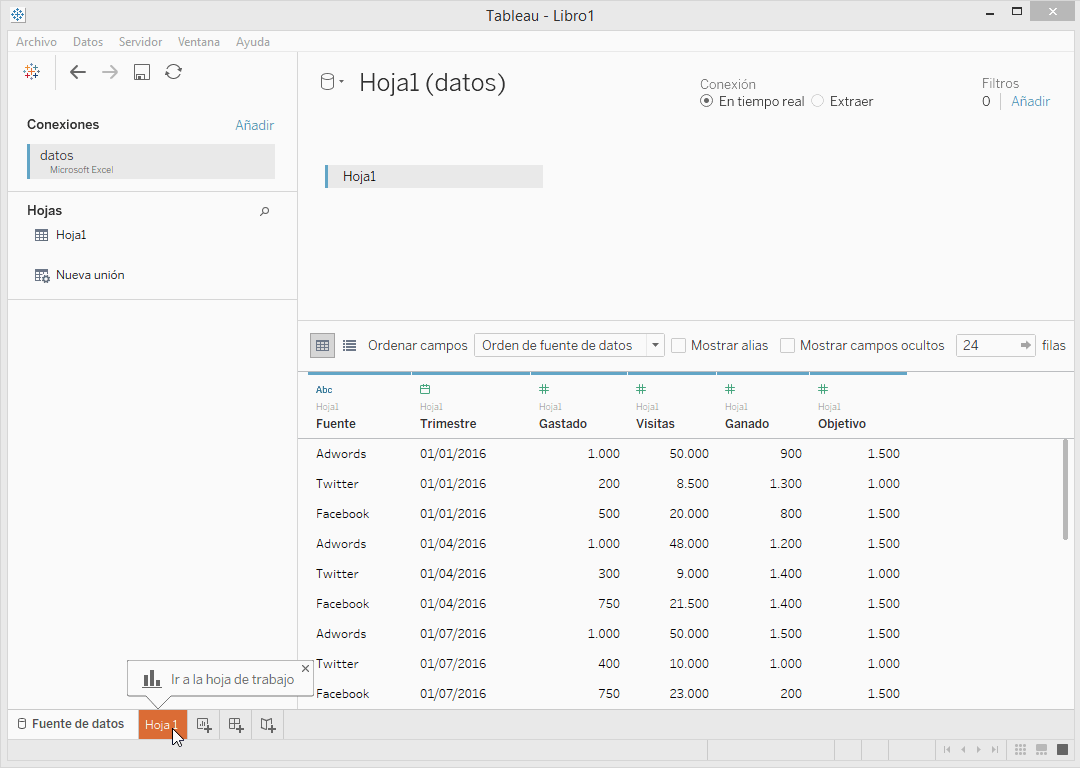 Tableau - Libro1
Archivo Datos Servidor Ventana Ayuda
Conexiones Añadir
datos
Microsoft Excel
Hojas
Hoja1
Nueva unión
Hoja1 (datos)
Conexión
En tiempo real Extraer
Filtros
0 Añadir
Hoja1
Ordenar campos Orden de fuente de datos Mostrar alias Mostrar campos ocultos 24 filas
Abc # # # #
Hoja1 Hoja1 Hoja1 Hoja1 Hoja1 Hoja1
Fuente Trimestre Gastado Visitas Ganado Objetivo
Adwords 01/01/2016 1.000 50.000 900 1.500
Twitter 01/01/2016 200 8.500 1.300 1.000
Facebook 01/01/2016 500 20.000 800 1.500
Adwords 01/04/2016 1.000 48.000 1.200 1.500
Twitter 01/04/2016 300 9.000 1.400 1.000
Facebook 01/04/2016 750 21.500 1.400 1.500
Adwords 01/07/2016 1.000 50.000 1.500 1.500
Twitter 01/07/2016 400 10.000 1.000 1.000
Facebook 01/07/2016 750 23.000 200 1.500
Ir a la hoja de trabajo
Fuente de datos Hoja 1